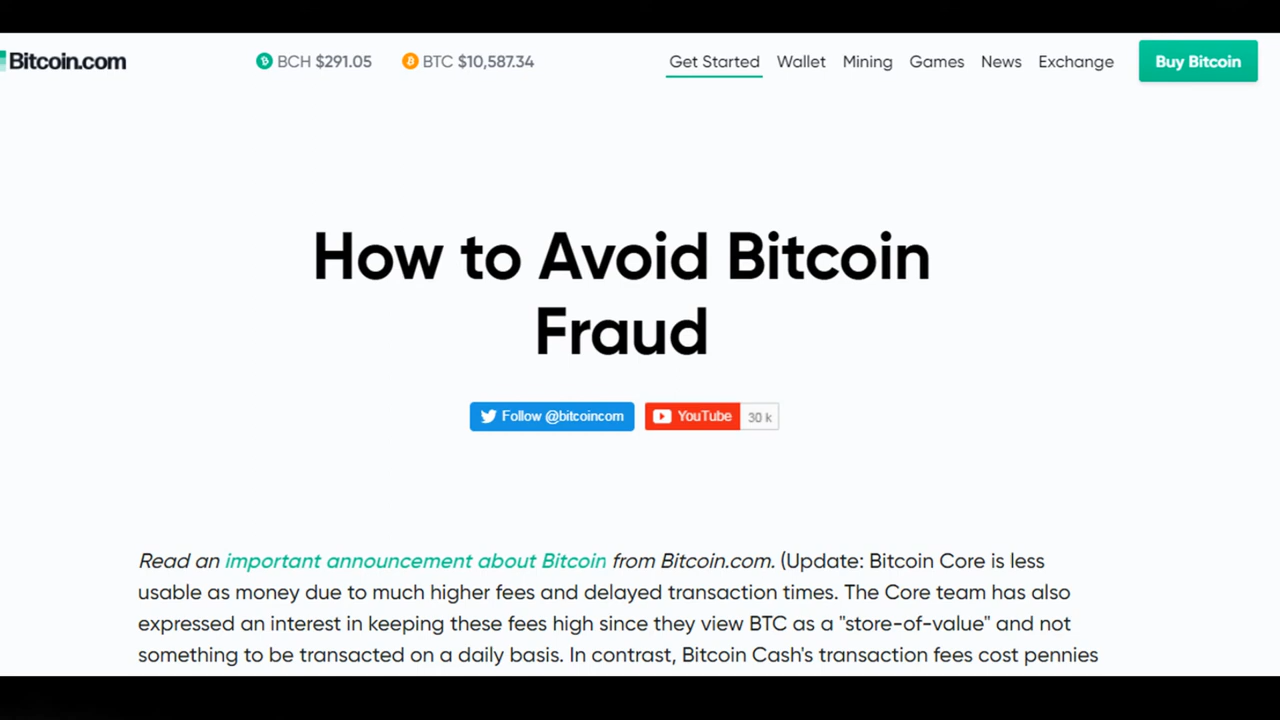 Bitcoin.com BCH $291.05 BTC $10,587.34 Get Started Wallet Mining Games News Exchange Buy Bitcoin
How to Avoid Bitcoin
Fraud
Follow @bitcoincom YouTube 30 k
Read an important announcement about Bitcoin from Bitcoin.com. (Update: Bitcoin Core is less
usable as money due to much higher fees and delayed transaction times. The Core team has also
expressed an interest in keeping these fees high since they view BTC as a "store-of-value" and not
something to be transacted on a daily basis. In contrast, Bitcoin Cash's transaction fees cost pennies